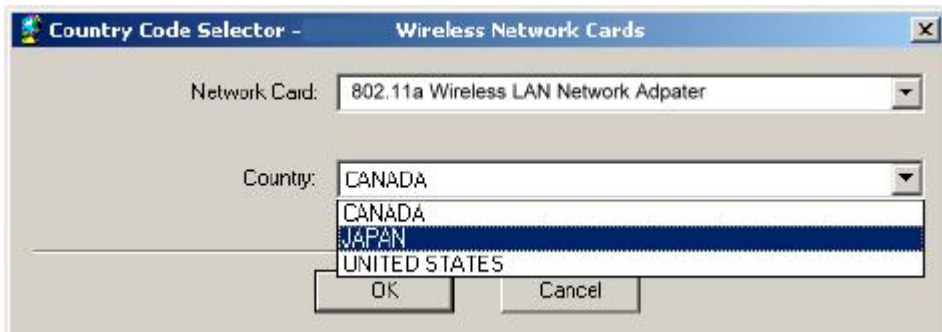 Country Code Selector - Wireless Network Cards
Network Card: 802.11a Wireless LAN Network Adpater
Country: CANADA
CANADA
JAPAN
UNITED STATES
OK Cancel